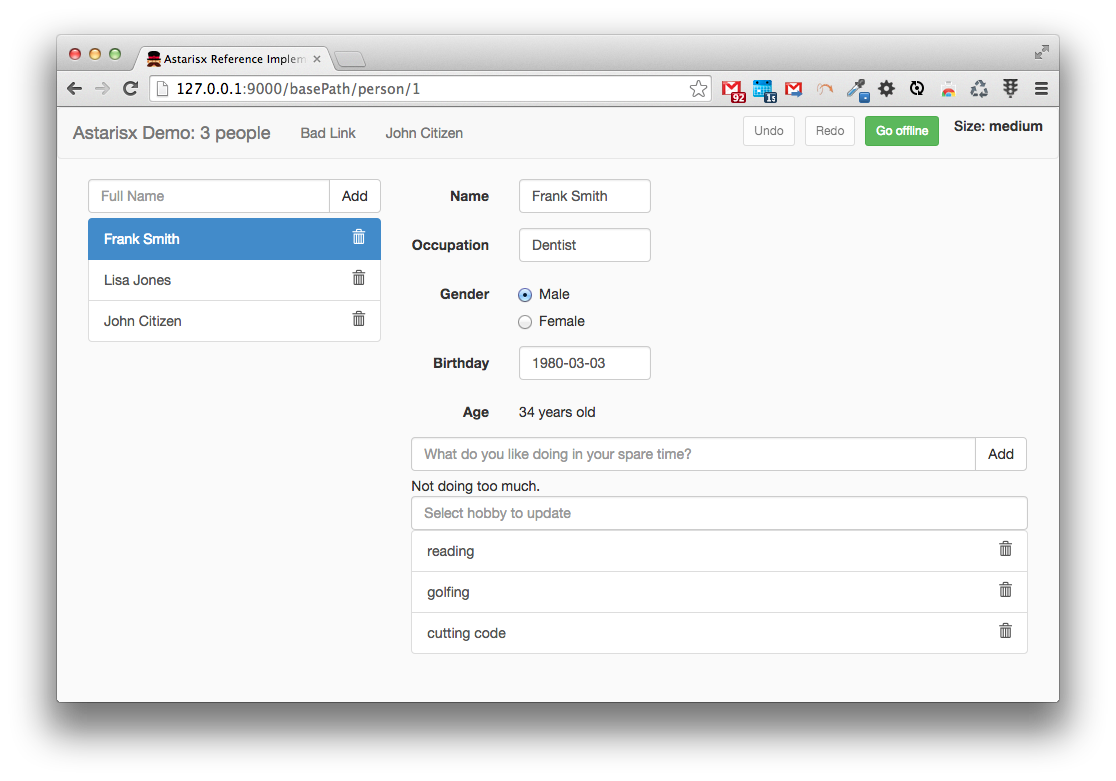 Astarisx Reference Implem
127.0.0.1:9000/basePath/person/1
92
15
Astarisx Demo: 3 people Bad Link John Citizen Undo Redo Go offline Size: medium
Full Name Add
Frank Smith
Lisa Jones
John Citizen
Name Frank Smith
Occupation Dentist
Gender Male
Female
Birthday 1980-03-03
Age 34 years old
What do you like doing in your spare time? Add
Not doing too much.
Select hobby to update
reading
golfing
cutting code